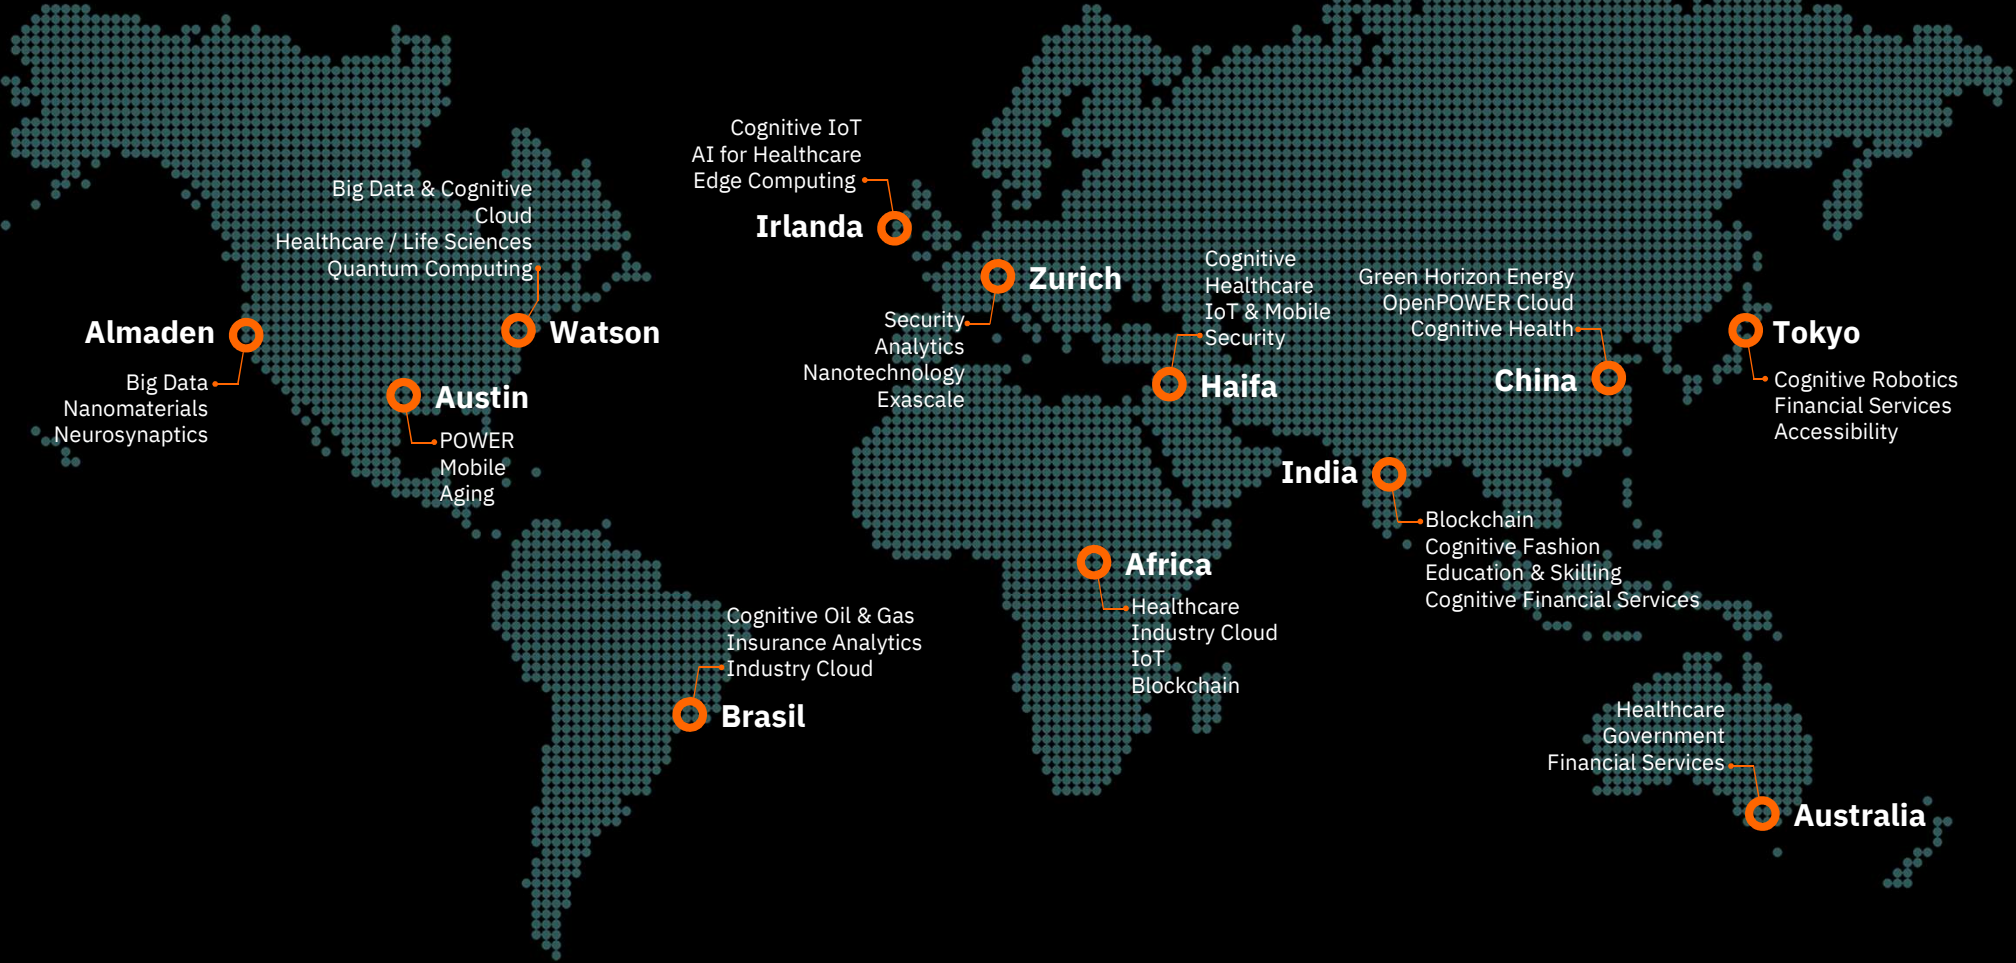 Cognitive IoT
AI for Healthcare
Edge Computing
Irlanda
Big Data & Cognitive
Cloud
Healthcare / Life Sciences
Quantum Computing
Watson
Almaden
Big Data
Nanomaterials
Neurosynaptics
Austin
POWER
Mobile
Aging
Zurich
Security
Analytics
Nanotechnology
Exascale
Cognitive
Healthcare
IoT & Mobile
Security
Haifa
Green Horizon Energy
OpenPOWER Cloud
Cognitive Health
China
Tokyo
Cognitive Robotics
Financial Services
Accessibility
India
Blockchain
Cognitive Fashion
Education & Skilling
Cognitive Financial Services
Africa
Healthcare
Industry Cloud
IoT
Blockchain
Cognitive Oil & Gas
Insurance Analytics
Industry Cloud
Brasil
Healthcare
Government
Financial Services
Australia